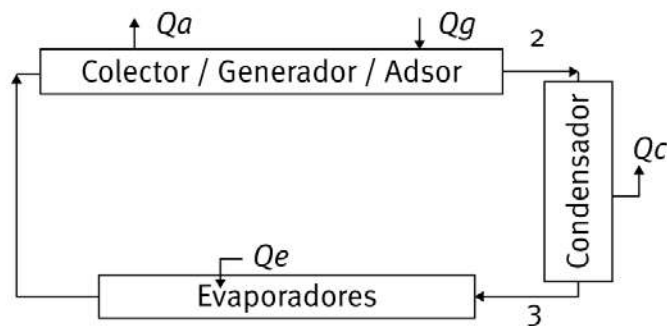 Qa
Qg
2
Colector / Generador / Adsor
Condensador
Qc
Qe
Evaporadores
3